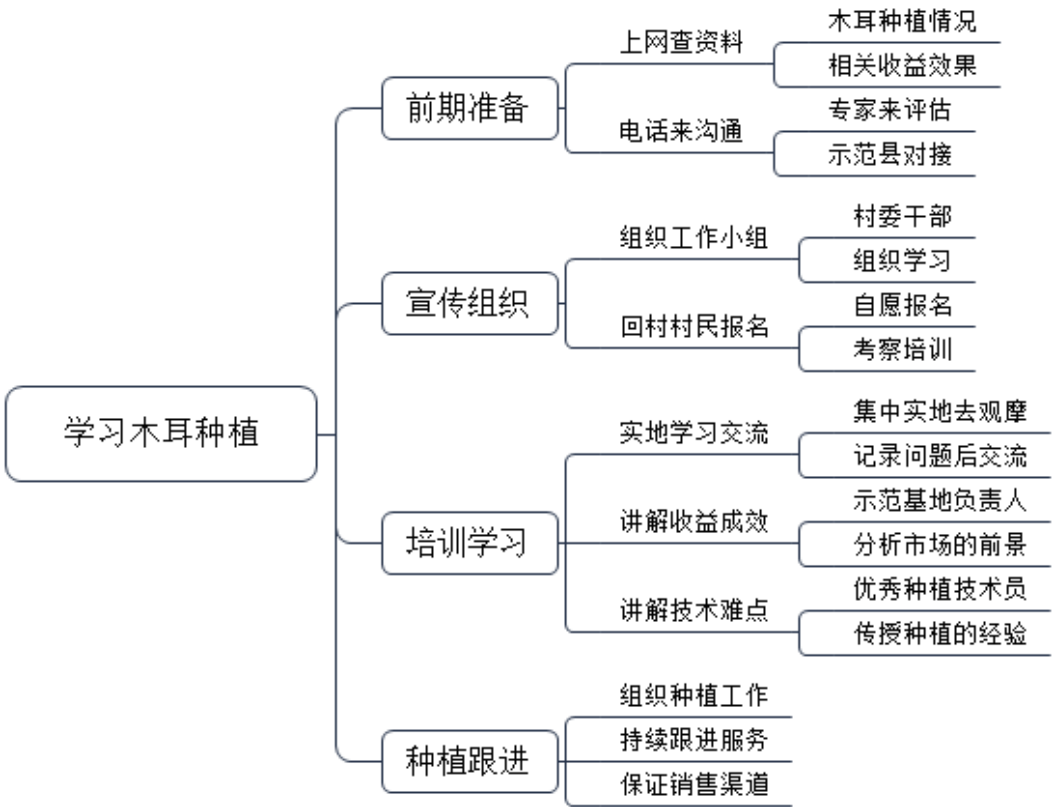 学习木耳种植
前期准备
上网查资料
木耳种植情况
相关收益效果
电话来沟通
专家来评估
示范县对接
宣传组织
组织工作小组
村委干部
组织学习
回村村民报名
自愿报名
考察培训
培训学习
实地学习交流
集中实地去观摩
记录问题后交流
讲解收益成效
示范基地负责人
分析市场的前景
讲解技术难点
优秀种植技术员
传授种植的经验
种植跟进
组织种植工作
持续跟进服务
保证销售渠道